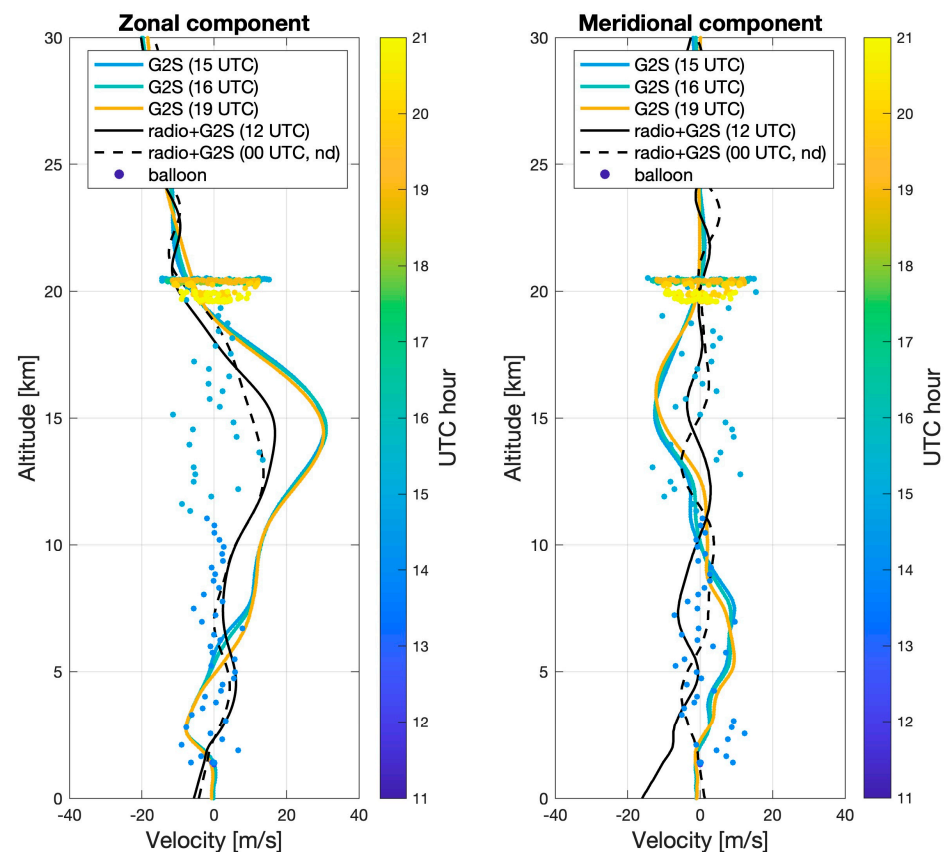 Zonal component
30
25
20
15
10
5
0
Altitude [km]
-40
-20
0
20
40
Velocity [m/s]
G2S (15 UTC)
G2S (16 UTC)
G2S (19 UTC)
radio+G2S (12 UTC)
radio+G2S (00 UTC, nd)
balloon
21
20
19
18
17
16
15
14
13
12
11
UTC hour
Meridional component
30
25
20
15
10
5
0
Altitude [km]
-40
-20
0
20
40
Velocity [m/s]
G2S (15 UTC)
G2S (16 UTC)
G2S (19 UTC)
radio+G2S (12 UTC)
radio+G2S (00 UTC, nd)
balloon
21
20
19
18
17
16
15
14
13
12
11
UTC hour